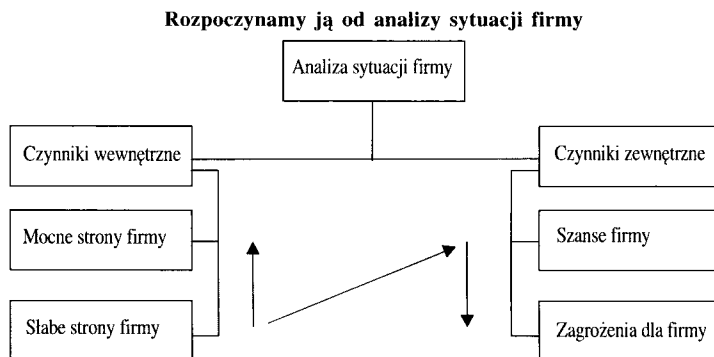 Rozpoczynamy ją od analizy sytuacji firmy
Analiza sytuacji firmy
Czynniki wewnętrzne
Czynniki zewnętrzne
Mocne strony firmy
Szanse firmy
Słabe strony firmy
Zagrożenia dla firmy